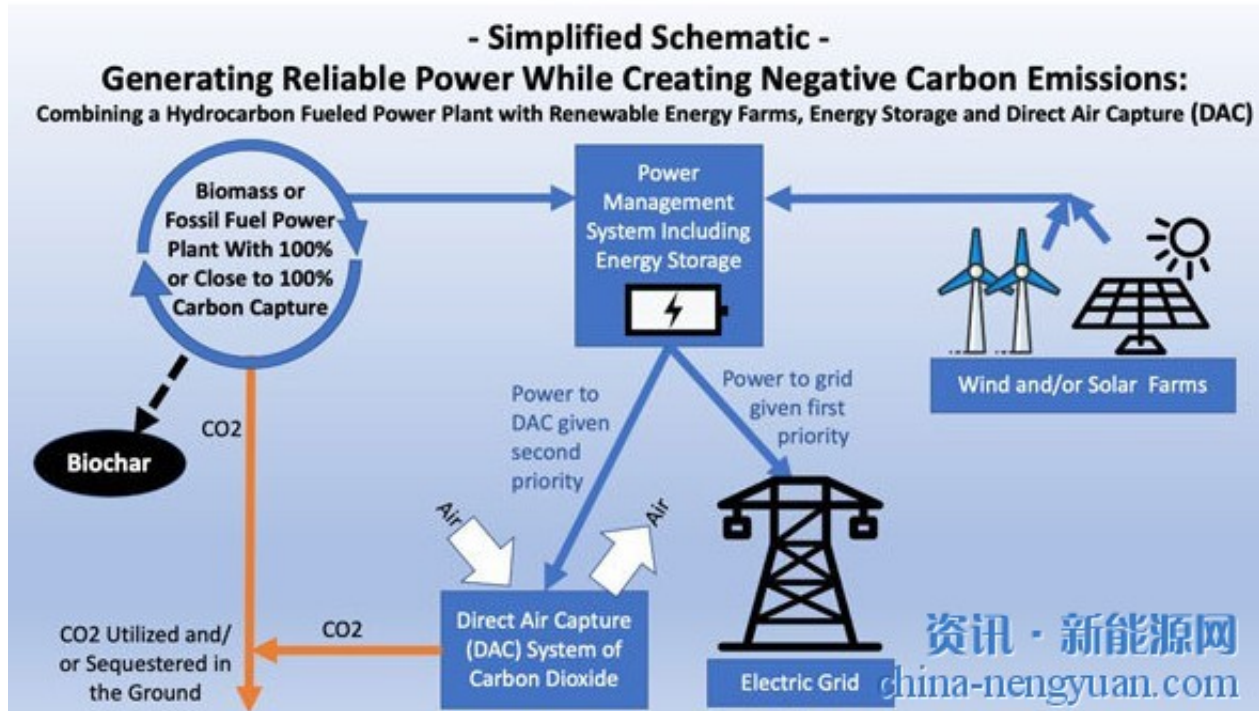 - Simplified Schematic -
Generating Reliable Power While Creating Negative Carbon Emissions:
Combining a Hydrocarbon Fueled Power Plant with Renewable Energy Farms, Energy Storage and Direct Air Capture (DAC)
Biomass or
Fossil Fuel Power
Plant With 100%
or Close to 100%
Carbon Capture
Power
Management
System Including
Energy Storage
Wind and/or Solar Farms
Power to
DAC given
second
priority
Power to grid
given first
priority
Biochar
CO2
Air
Air
CO2 Utilized and/
or Sequestered in
the Ground
CO2
Direct Air Capture
(DAC) System of
Carbon Dioxide
Electric Grid
资讯·新能源网
china-nengyuan.com